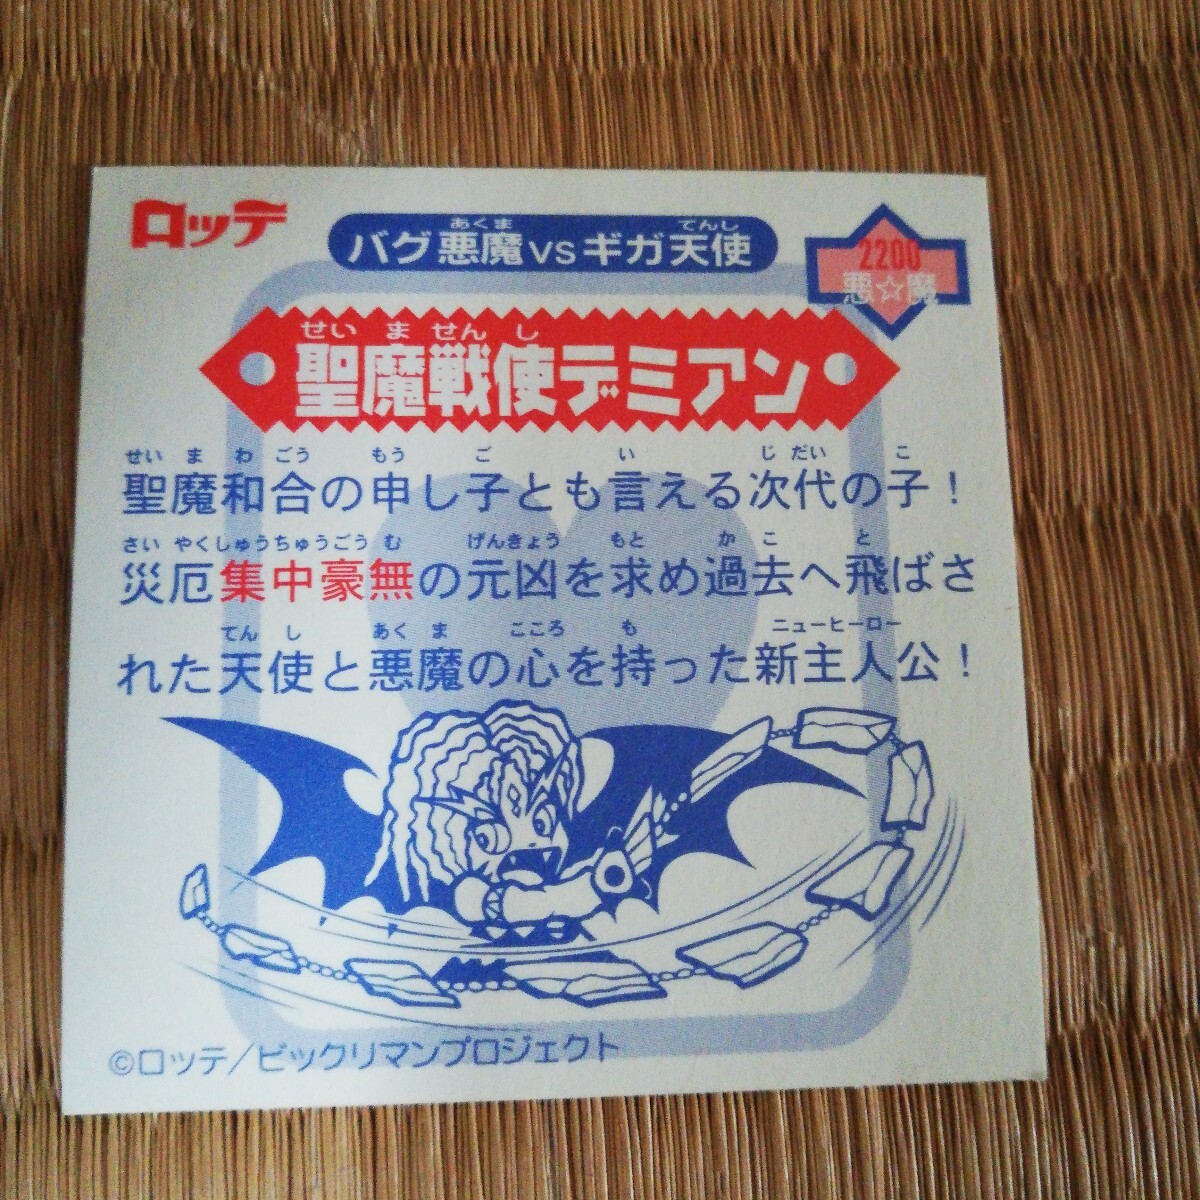 ロッテ
バグ悪魔vsギガ天使
あくま
てんし
2200
悪☆魔
せいませんし
聖魔戦使デミアン
せいまわごう もうご い じだい こ
聖魔和合の申し子とも言える次代の子！
さいやくしゅうちゅうごうむ げんきょう もと かこ と
災厄集中豪無の元凶を求め過去へ飛ばさ
てんし あくま こころ も ニューヒーロー
れた天使と悪魔の心を持った新主人公！
©ロッテ/ビックリマンプロジェクト